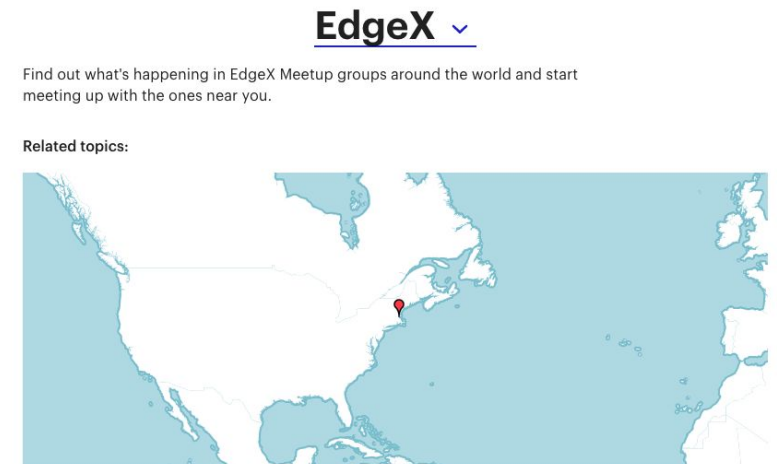 EdgeX
Find out what's happening in EdgeX Meetup groups around the world and start
meeting up with the ones near you.
Related topics: